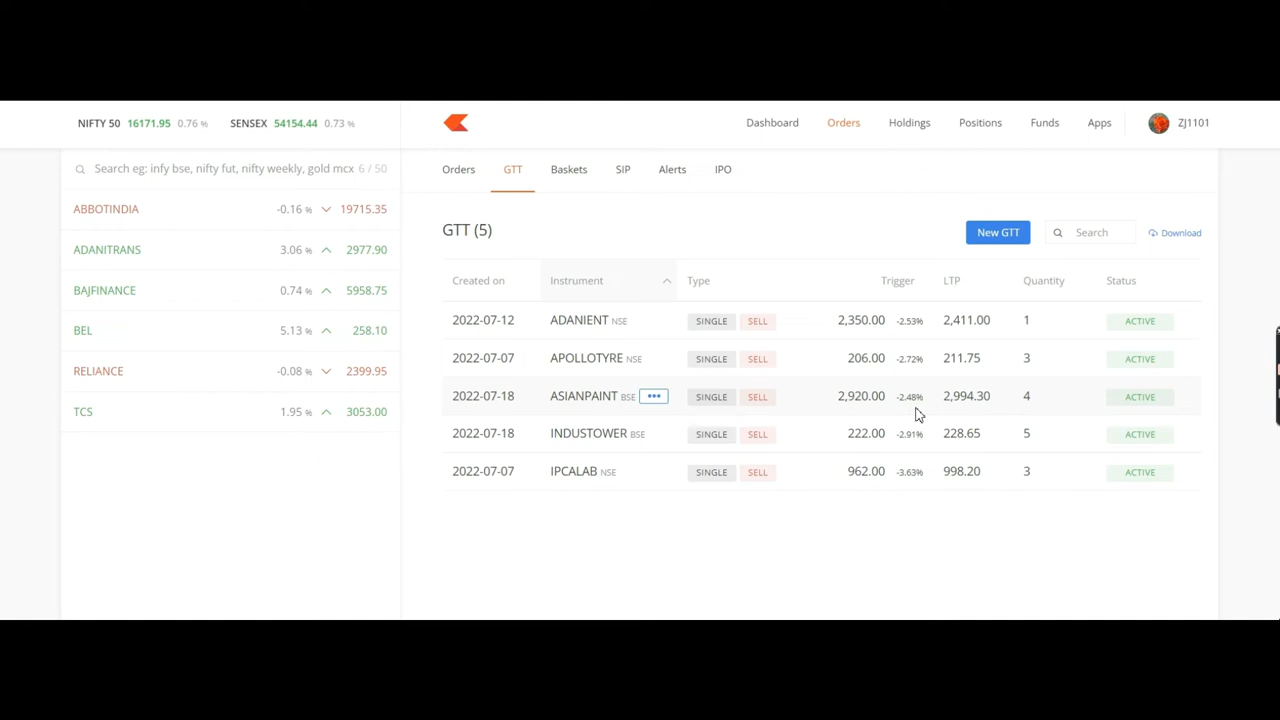 NIFTY 50 16171.95 0.76 % SENSEX 54154.44 0.73 %
Dashboard Orders Holdings Positions Funds Apps ZJ1101
Search eg: infy bse, nifty fut, nifty weekly, gold mcx 6 / 50
ABBOTINDIA -0.16 % 19715.35
ADANITRANS 3.06 % 2977.90
BAJFINANCE 0.74 % 5958.75
BEL 5.13 % 258.10
RELIANCE -0.08 % 2399.95
TCS 1.95 % 3053.00
Orders GTT Baskets SIP Alerts IPO
GTT (5) New GTT Search Download
Created on Instrument Type Trigger LTP Quantity Status
2022-07-12 ADANIENT NSE SINGLE SELL 2,350.00 -2.53% 2,411.00 1 ACTIVE
2022-07-07 APOLLOTYRE NSE SINGLE SELL 206.00 -2.72% 211.75 3 ACTIVE
2022-07-18 ASIANPAINT BSE ••• SINGLE SELL 2,920.00 -2.48% 2,994.30 4 ACTIVE
2022-07-18 INDUSTOWER BSE SINGLE SELL 222.00 -2.91% 228.65 5 ACTIVE
2022-07-07 IPCALAB NSE SINGLE SELL 962.00 -3.63% 998.20 3 ACTIVE